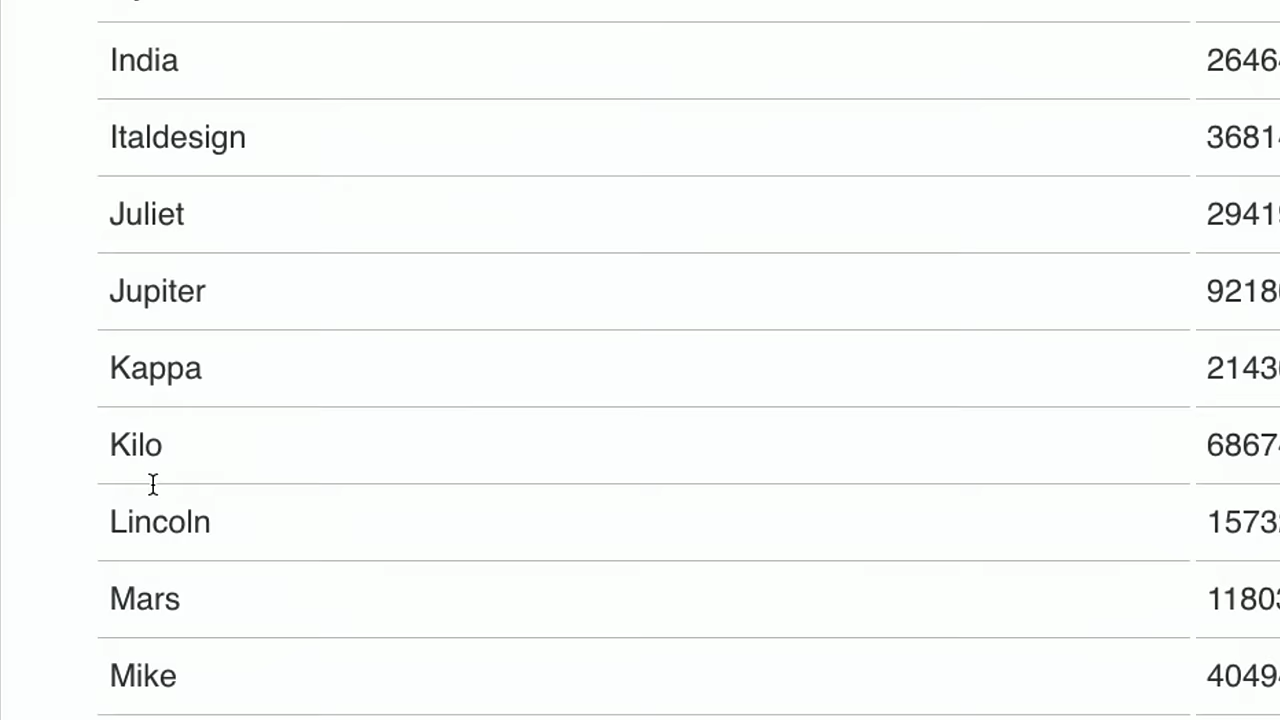 India 2646
Italdesign 3681
Juliet 2941
Jupiter 9218
Kappa 2143
Kilo 6867
Lincoln 1573
Mars 1180
Mike 4049